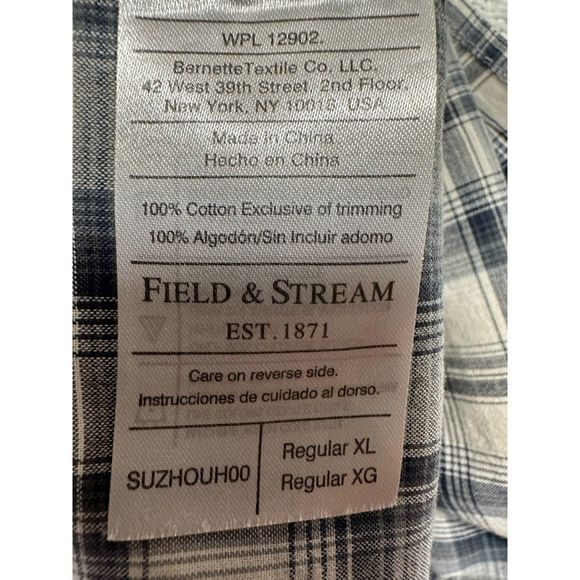 WPL 12902.
BernetteTextile Co. LLC.
42 West 39th Street, 2nd Floor,
New York, NY 10018, USA
Made in China
Hecho en China
100% Cotton Exclusive of trimming
100% Algodón/Sin Incluir adorno
FIELD & STREAM
EST. 1871
Care on reverse side.
Instrucciones de cuidado al dorso.
SUZHOUH00
Regular XL
Regular XG